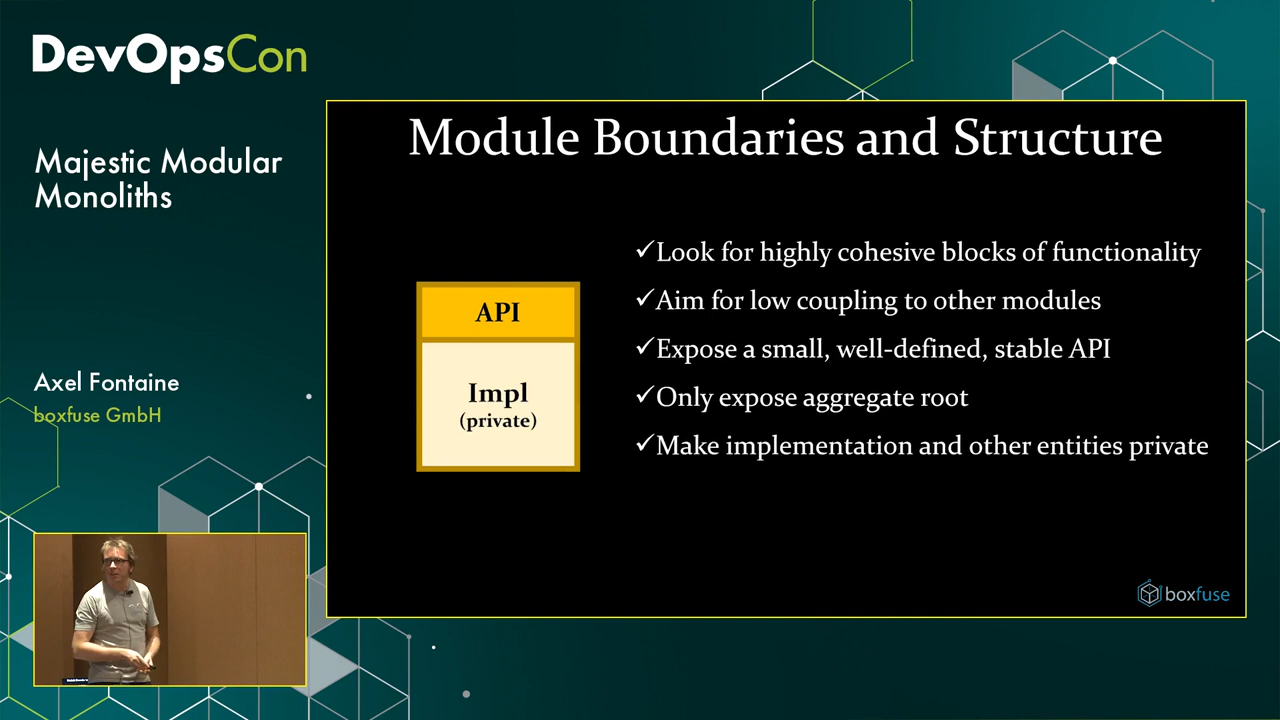 DevOpsCon
Majestic Modular
Monoliths
Axel Fontaine
boxfuse GmbH
Module Boundaries and Structure
API
Impl
(private)
✓Look for highly cohesive blocks of functionality
✓Aim for low coupling to other modules
✓Expose a small, well-defined, stable API
✓Only expose aggregate root
✓Make implementation and other entities private
boxfuse